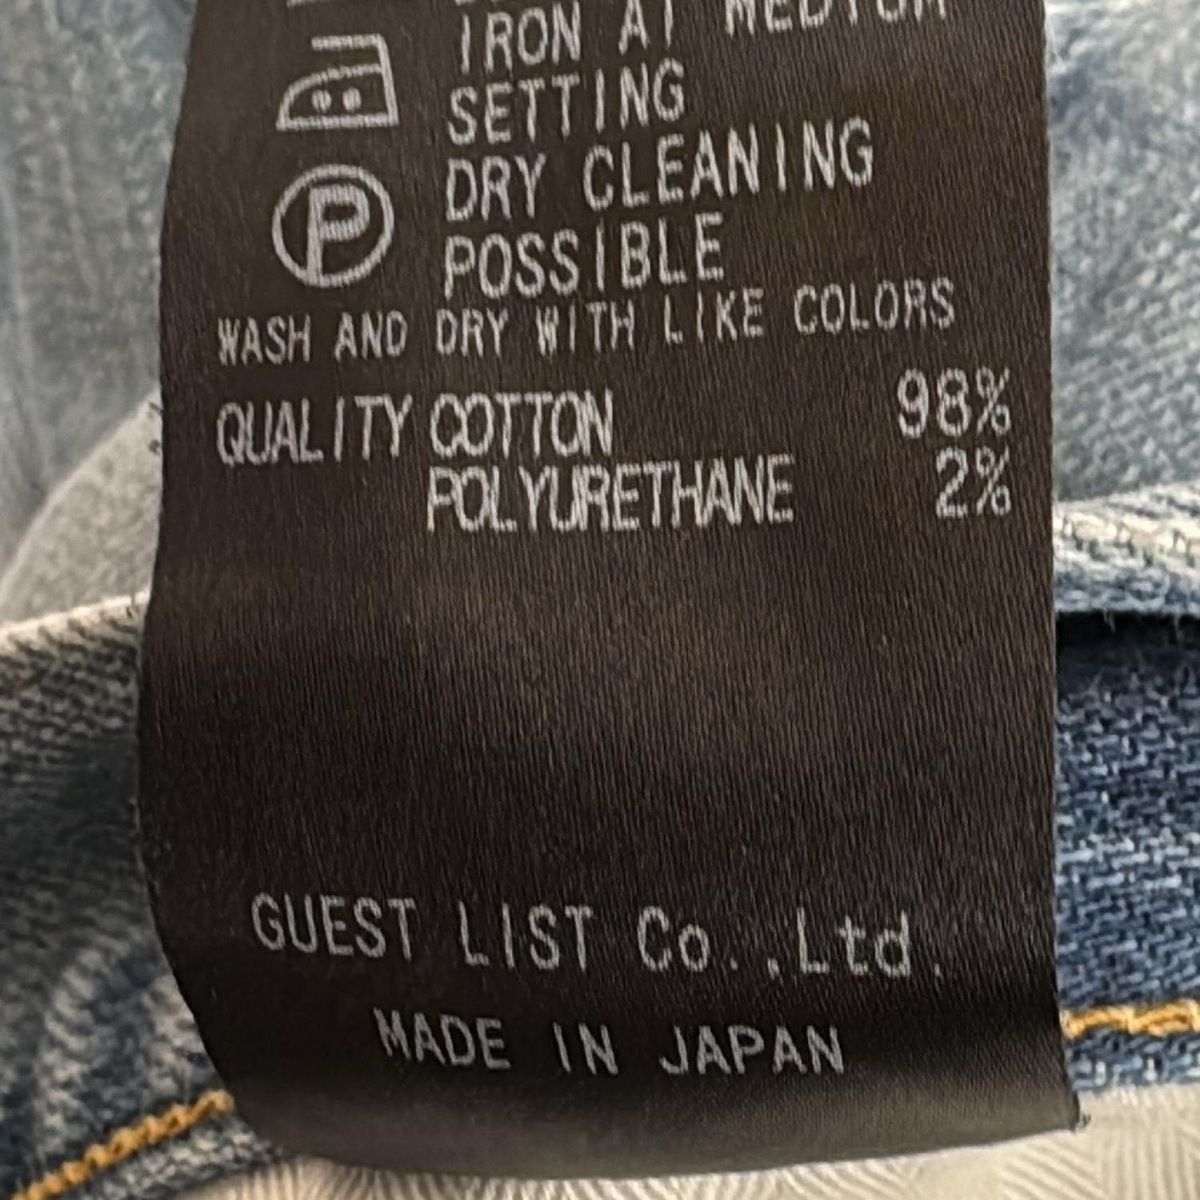 IRON AT MEDIUM
SETTING
DRY CLEANING
POSSIBLE
P
WASH AND DRY WITH LIKE COLORS
QUALITY COTTON 98%
POLYURETHANE 2%
GUEST LIST Co.,Ltd.
MADE IN JAPAN